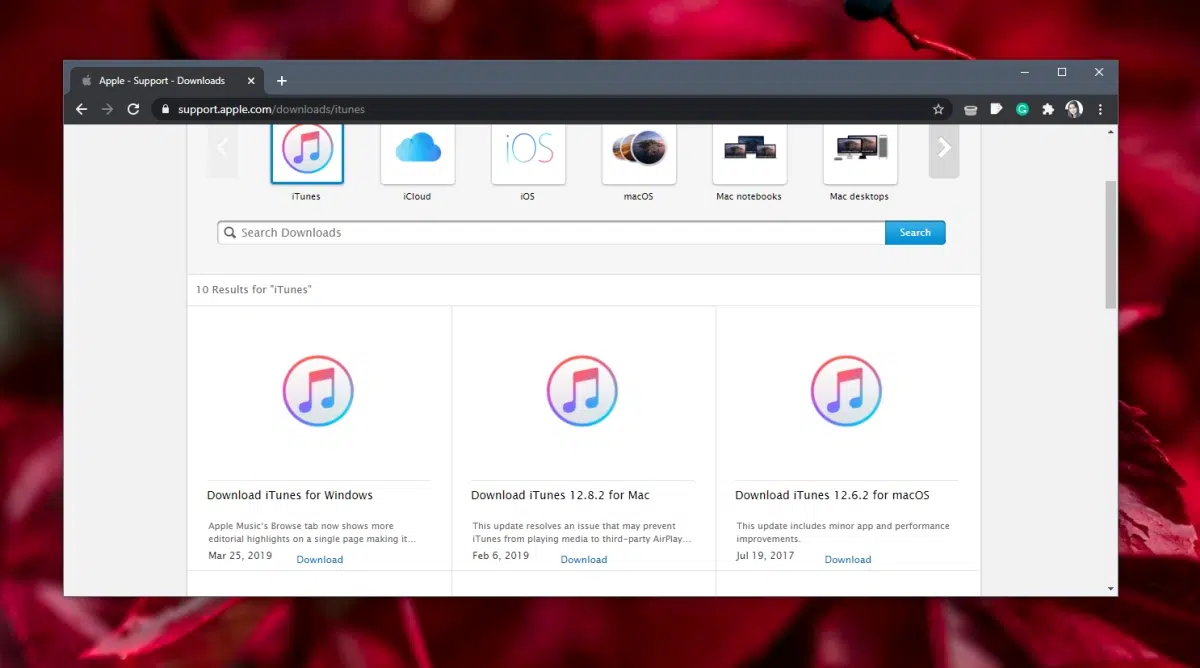 Apple - Support - Downloads
support.apple.com/downloads/itunes
iOS
iTunes
iCloud
iOS
macOS
Mac notebooks
Mac desktops
Search Downloads
Search
10 Results for "iTunes"
Download iTunes for Windows
Apple Music's Browse tab now shows more
editorial highlights on a single page making it...
Mar 25, 2019
Download
Download iTunes 12.8.2 for Mac
This update resolves an issue that may prevent
iTunes from playing media to third-party AirPlay...
Feb 6, 2019
Download
Download iTunes 12.6.2 for macOS
This update includes minor app and performance
improvements.
Jul 19, 2017
Download